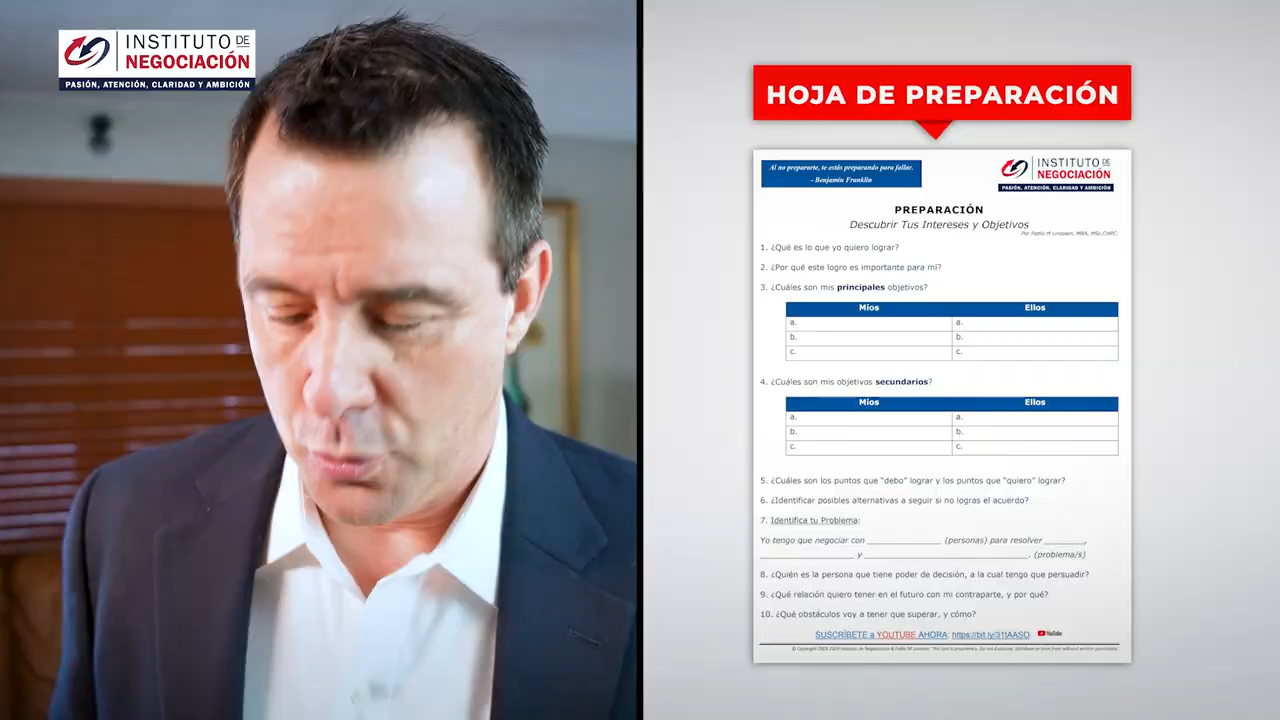 INSTITUTO DE
NEGOCIACIÓN
PASIÓN, ATENCIÓN, CLARIDAD Y AMBICIÓN
HOJA DE PREPARACIÓN
Al no prepararte, te estás preparando para fallar.
- Benjamín Franklin
INSTITUTO DE
NEGOCIACIÓN
PASIÓN, ATENCIÓN, CLARIDAD Y AMBICIÓN
PREPARACIÓN
Descubrir Tus Intereses y Objetivos
1. ¿Qué es lo que yo quiero lograr?
2. ¿Por qué este logro es importante para mí?
3. ¿Cuáles son mis principales objetivos?
Míos Ellos
a. a.
b. b.
c. c.
4. ¿Cuáles son mis objetivos secundarios?
Míos Ellos
a. a.
b. b.
c. c.
5. ¿Cuáles son los puntos que "debo" lograr y los puntos que "quiero" lograr?
6. ¿Identificar posibles alternativas a seguir si no logras el acuerdo?
7. Identifica tu Problema:
Yo tengo que negociar con _______________ (personas) para resolver ________,
___________________ y _________________________________. (problema/s)
8. ¿Quién es la persona que tiene poder de decisión, a la cual tengo que persuadir?
9. ¿Qué relación quiero tener en el futuro con mi contraparte, y por qué?
10. ¿Qué obstáculos voy a tener que superar, y cómo?
SUSCRÍBETE a YOUTUBE AHORA: YouTube